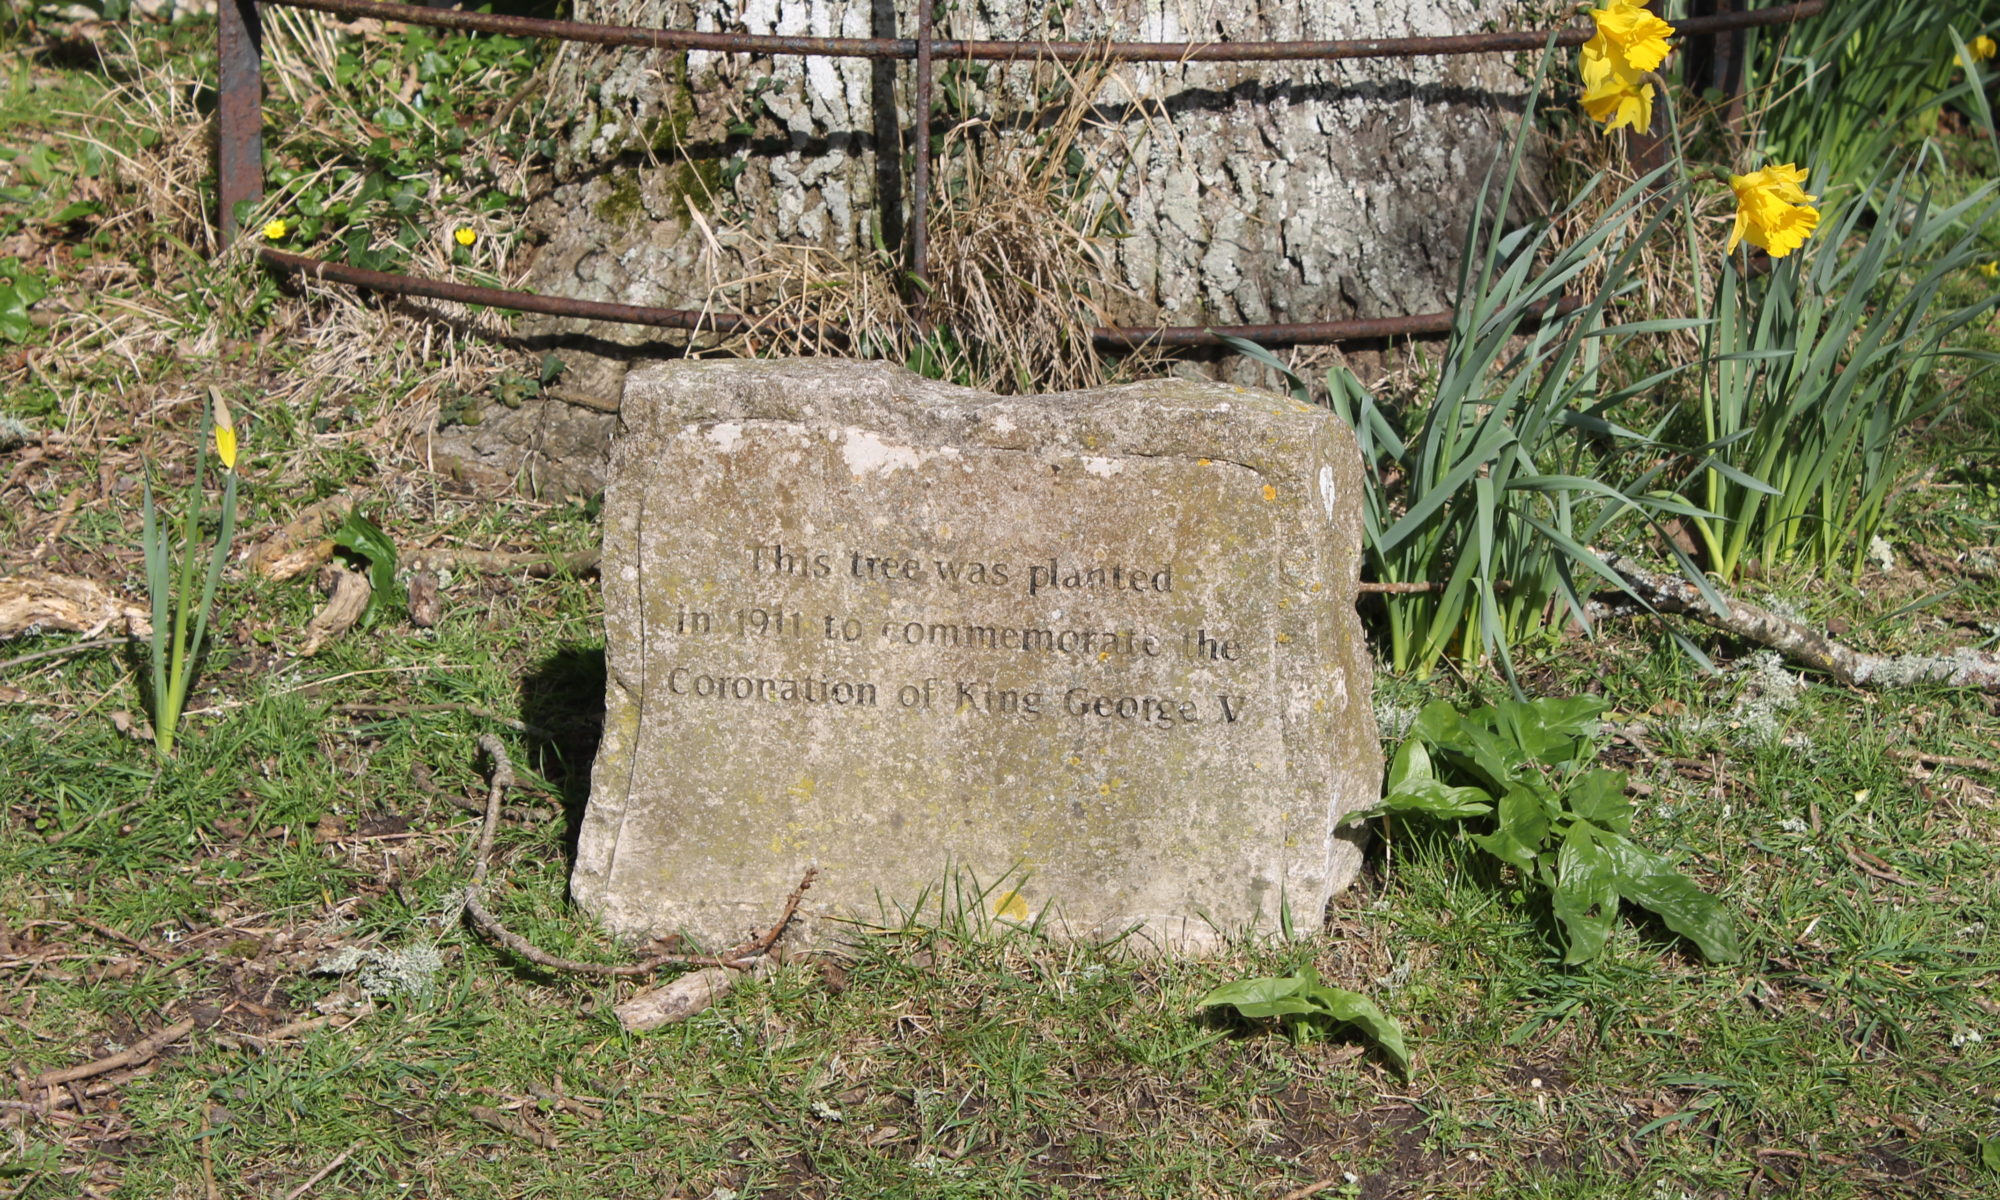 This tree was planted
in 1911 to commemorate the
Coronation of King George V